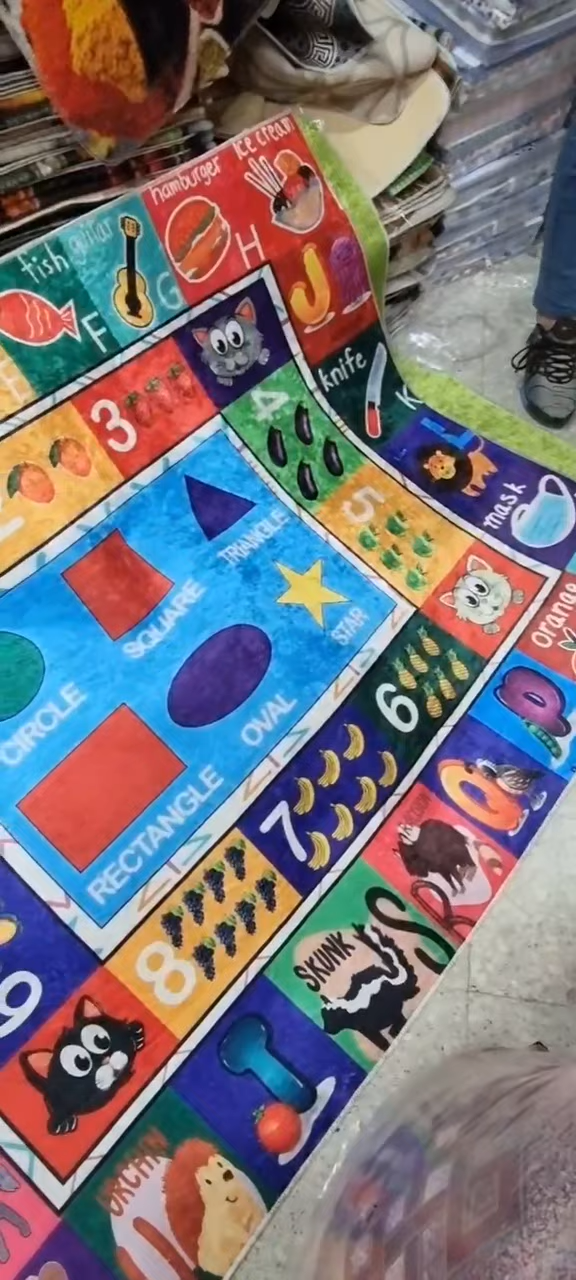 fish
F
guitar
G
hamburger
H
Ice cream
J
knife
K
L
mask
orange
P
Q
R
SKUNK
S
T
URCHIN
U
3
4
5
6
7
8
9
TRIANGLE
SQUARE
STAR
CIRCLE
OVAL
RECTANGLE